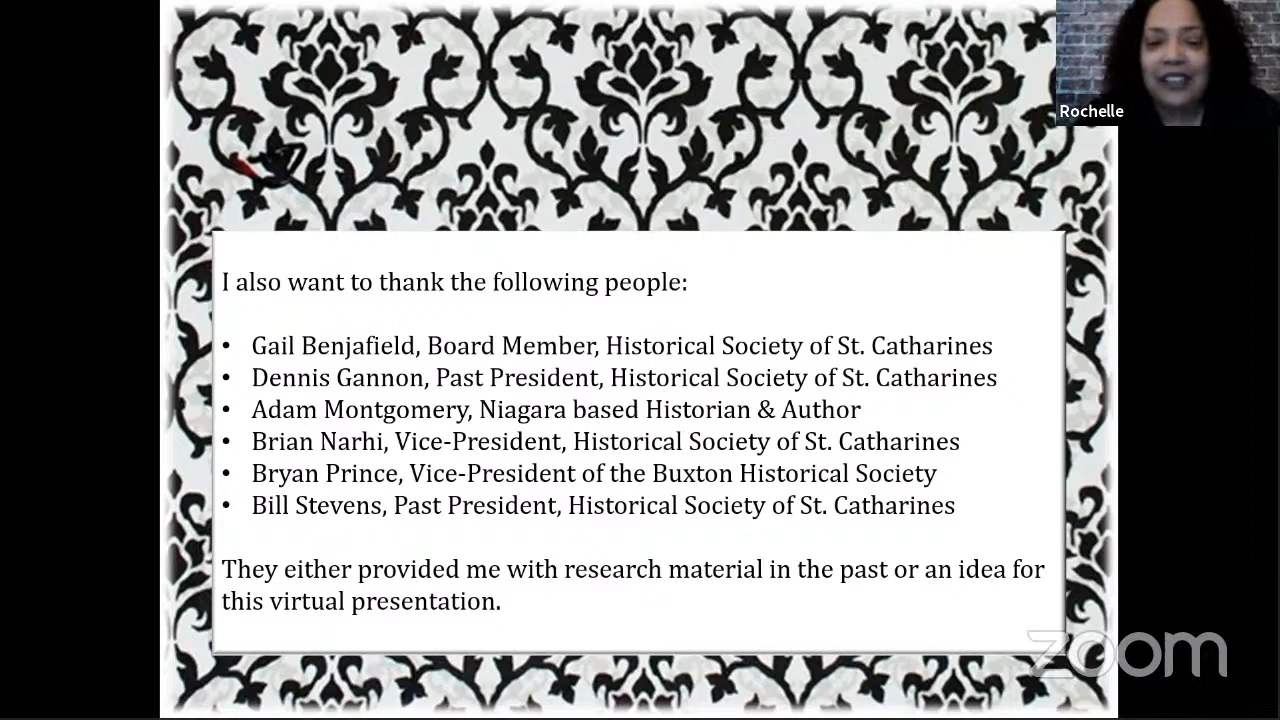 Rochelle
I also want to thank the following people:
• Gail Benjafield, Board Member, Historical Society of St. Catharines
• Dennis Gannon, Past President, Historical Society of St. Catharines
• Adam Montgomery, Niagara based Historian & Author
• Brian Narhi, Vice-President, Historical Society of St. Catharines
• Bryan Prince, Vice-President of the Buxton Historical Society
• Bill Stevens, Past President, Historical Society of St. Catharines
They either provided me with research material in the past or an idea for
this virtual presentation.
zoom